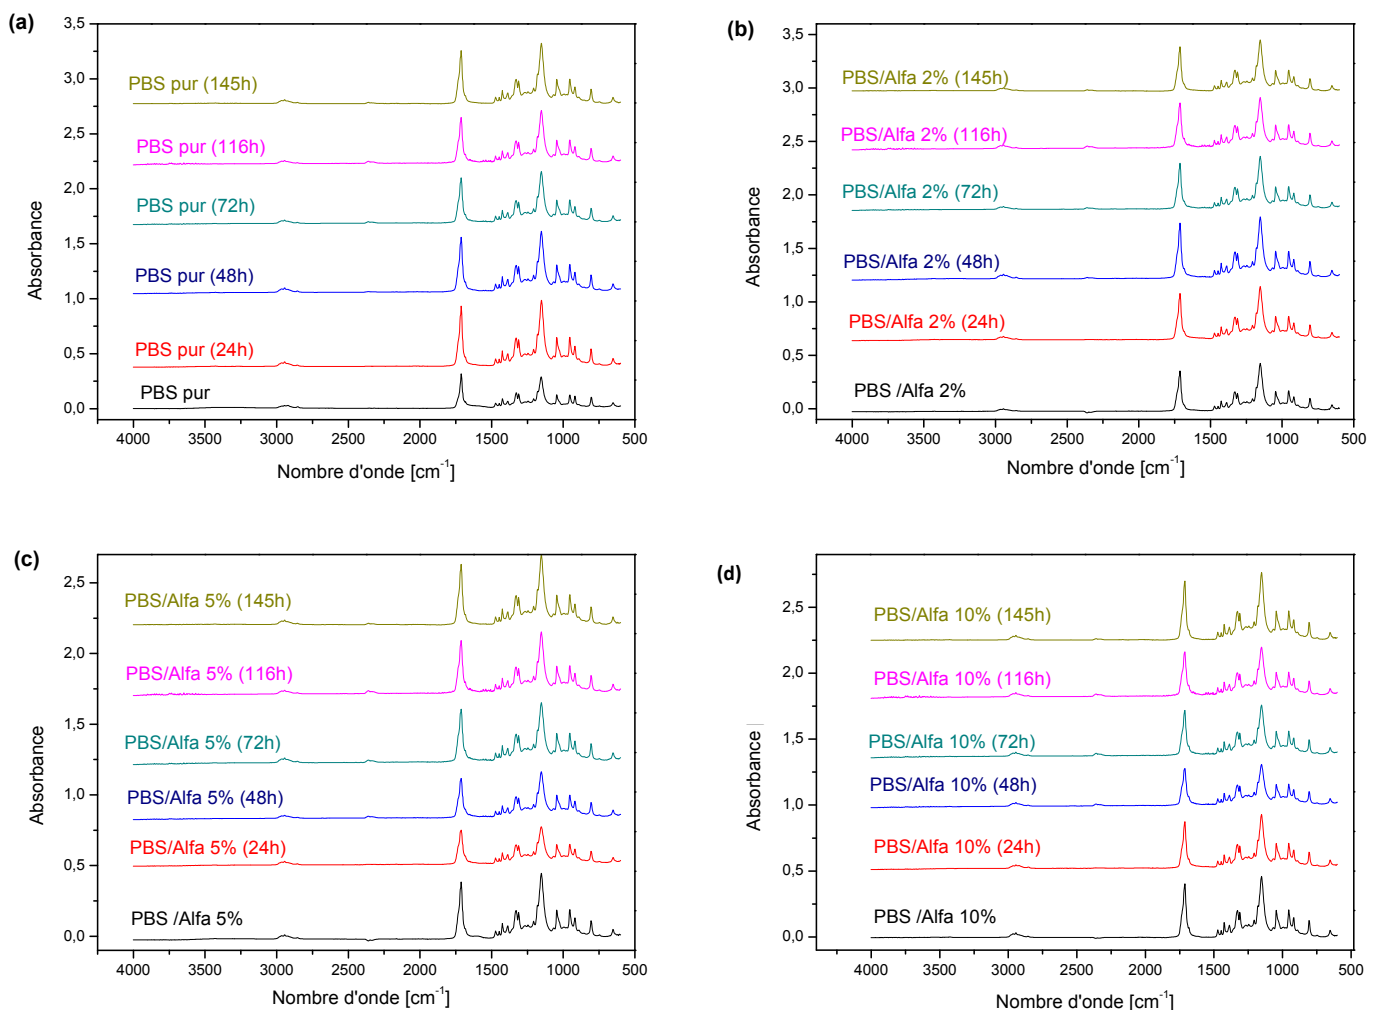 (a)
3,5
3,0
2,5
2,0
1,5
1,0
0,5
0,0
Absorbance
PBS pur (145h)
PBS pur (116h)
PBS pur (72h)
PBS pur (48h)
PBS pur (24h)
PBS pur
4000 3500 3000 2500 2000 1500 1000 500
Nombre d'onde [cm-1]
(b)
3,5
3,0
2,5
2,0
1,5
1,0
0,5
0,0
Absorbance
PBS/Alfa 2% (145h)
PBS/Alfa 2% (116h)
PBS/Alfa 2% (72h)
PBS/Alfa 2% (48h)
PBS/Alfa 2% (24h)
PBS /Alfa 2%
4000 3500 3000 2500 2000 1500 1000 500
Nombre d'onde [cm-1]
(c)
2,5
2,0
1,5
1,0
0,5
0,0
Absorbance
PBS/Alfa 5% (145h)
PBS/Alfa 5% (116h)
PBS/Alfa 5% (72h)
PBS/Alfa 5% (48h)
PBS/Alfa 5% (24h)
PBS /Alfa 5%
4000 3500 3000 2500 2000 1500 1000 500
Nombre d'onde [cm-1]
(d)
2,5
2,0
1,5
1,0
0,5
0,0
Absorbance
PBS/Alfa 10% (145h)
PBS/Alfa 10% (116h)
PBS/Alfa 10% (72h)
PBS/Alfa 10% (48h)
PBS/Alfa 10% (24h)
PBS /Alfa 10%
4000 3500 3000 2500 2000 1500 1000 500
Nombre d'onde [cm-1]